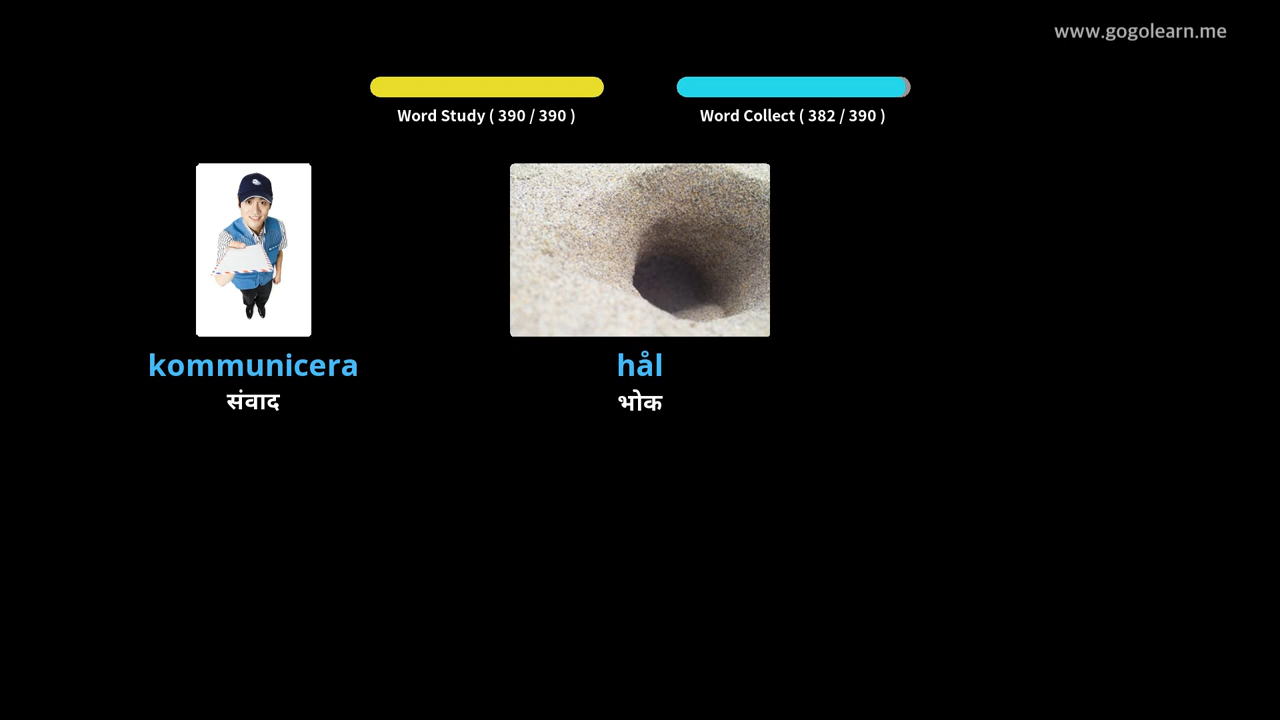 www.gogolearn.me
Word Study ( 390 / 390 )
Word Collect ( 382 / 390 )
kommunicera
संवाद
hål
भोक